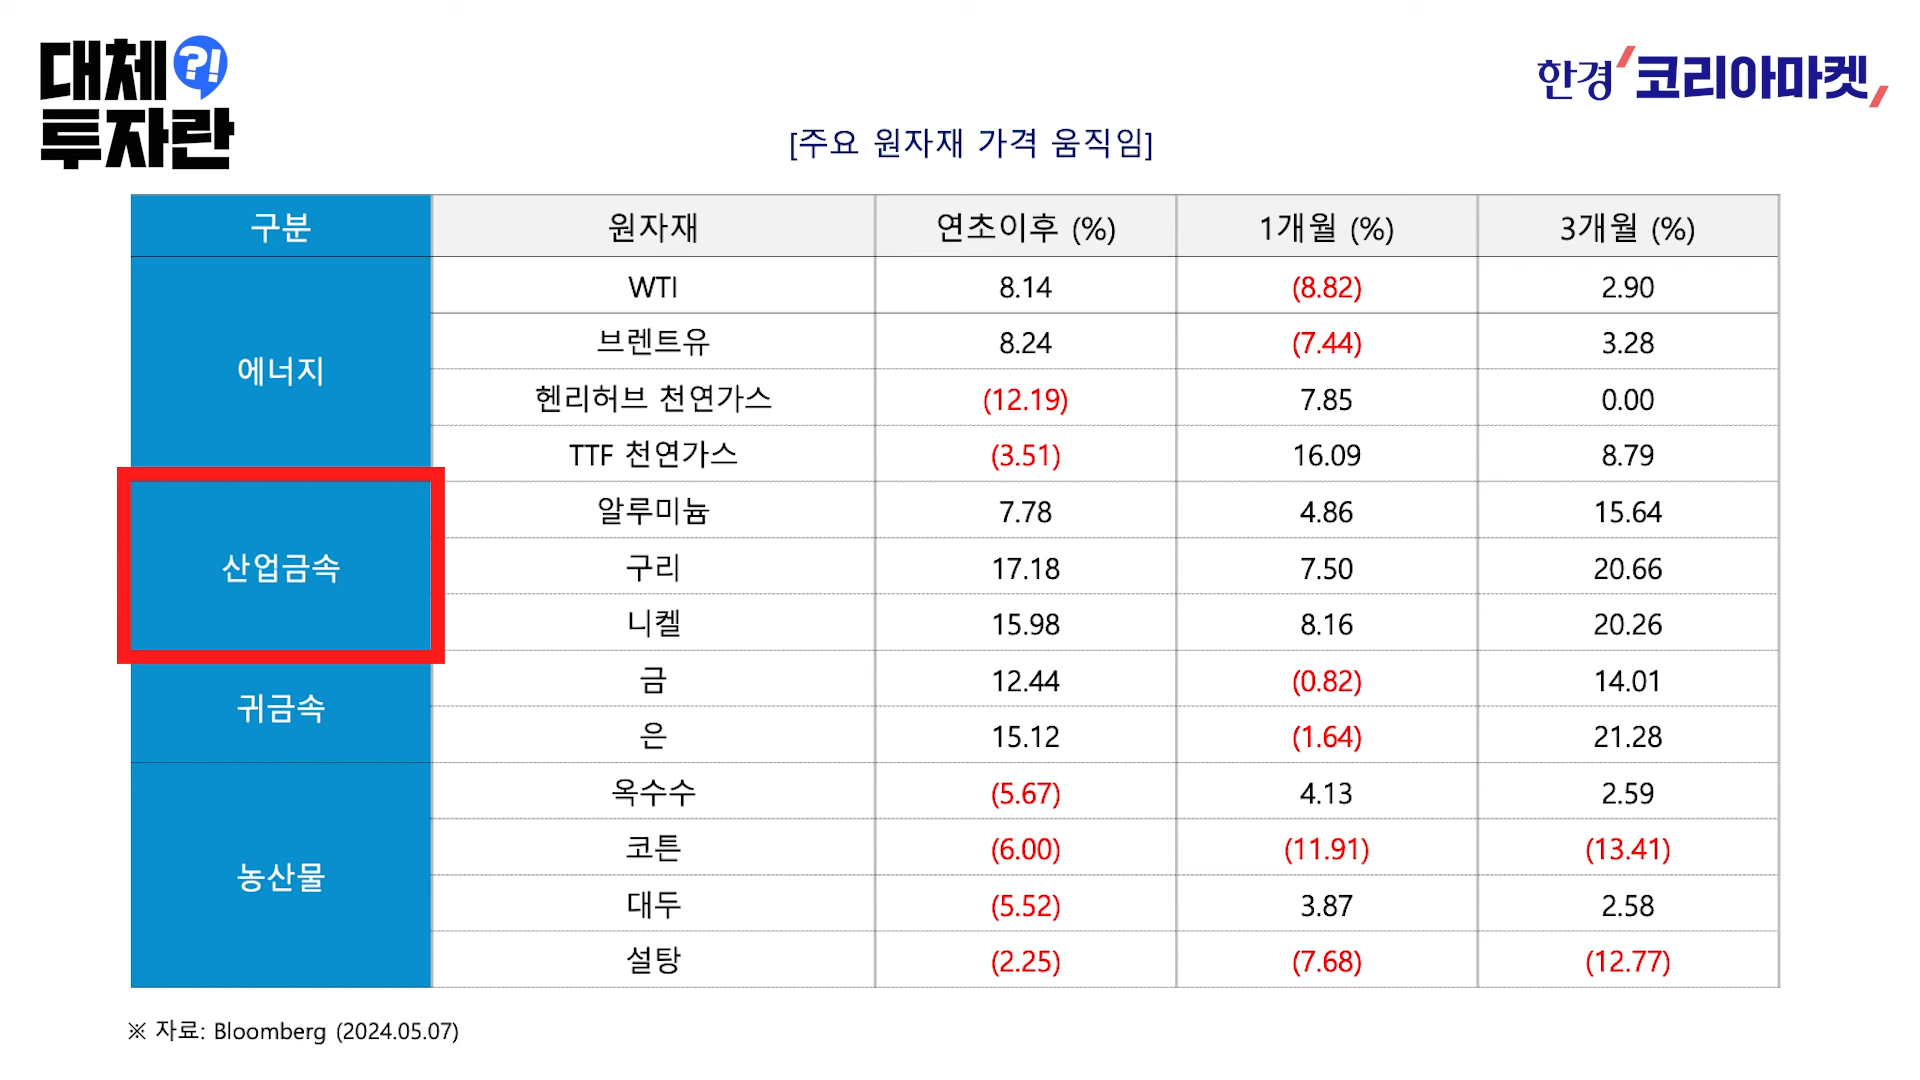 대체?!
투자란
한경 코리아마켓
[주요 원자재 가격 움직임]
구분 원자재 연초이후 (%) 1개월 (%) 3개월 (%)
에너지
WTI 8.14 (8.82) 2.90
브렌트유 8.24 (7.44) 3.28
헨리허브 천연가스 (12.19) 7.85 0.00
TTF 천연가스 (3.51) 16.09 8.79
산업금속
알루미늄 7.78 4.86 15.64
구리 17.18 7.50 20.66
니켈 15.98 8.16 20.26
귀금속
금 12.44 (0.82) 14.01
은 15.12 (1.64) 21.28
농산물
옥수수 (5.67) 4.13 2.59
코튼 (6.00) (11.91) (13.41)
대두 (5.52) 3.87 2.58
설탕 (2.25) (7.68) (12.77)
※ 자료: Bloomberg (2024.05.07)